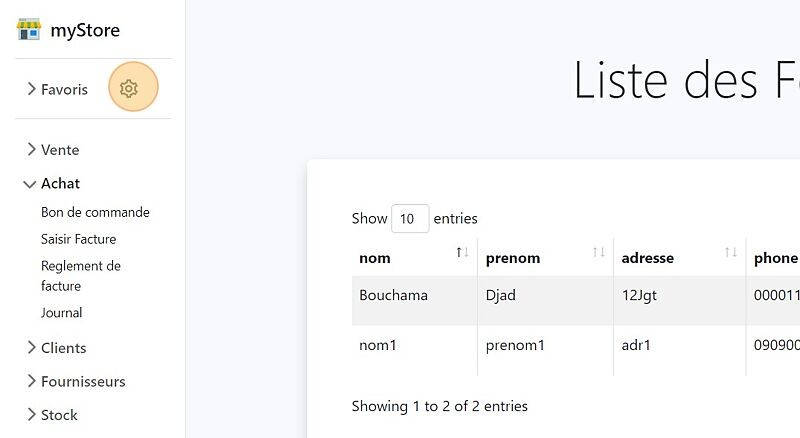 myStore
Favoris
Vente
Achat
Bon de commande
Saisir Facture
Reglement de
facture
Journal
Clients
Fournisseurs
Stock
Liste des
Show 10 entries
nom prenom adresse phone
Bouchama Djad 12Jgt 000011
nom1 prenom1 adr1 090900
Showing 1 to 2 of 2 entries